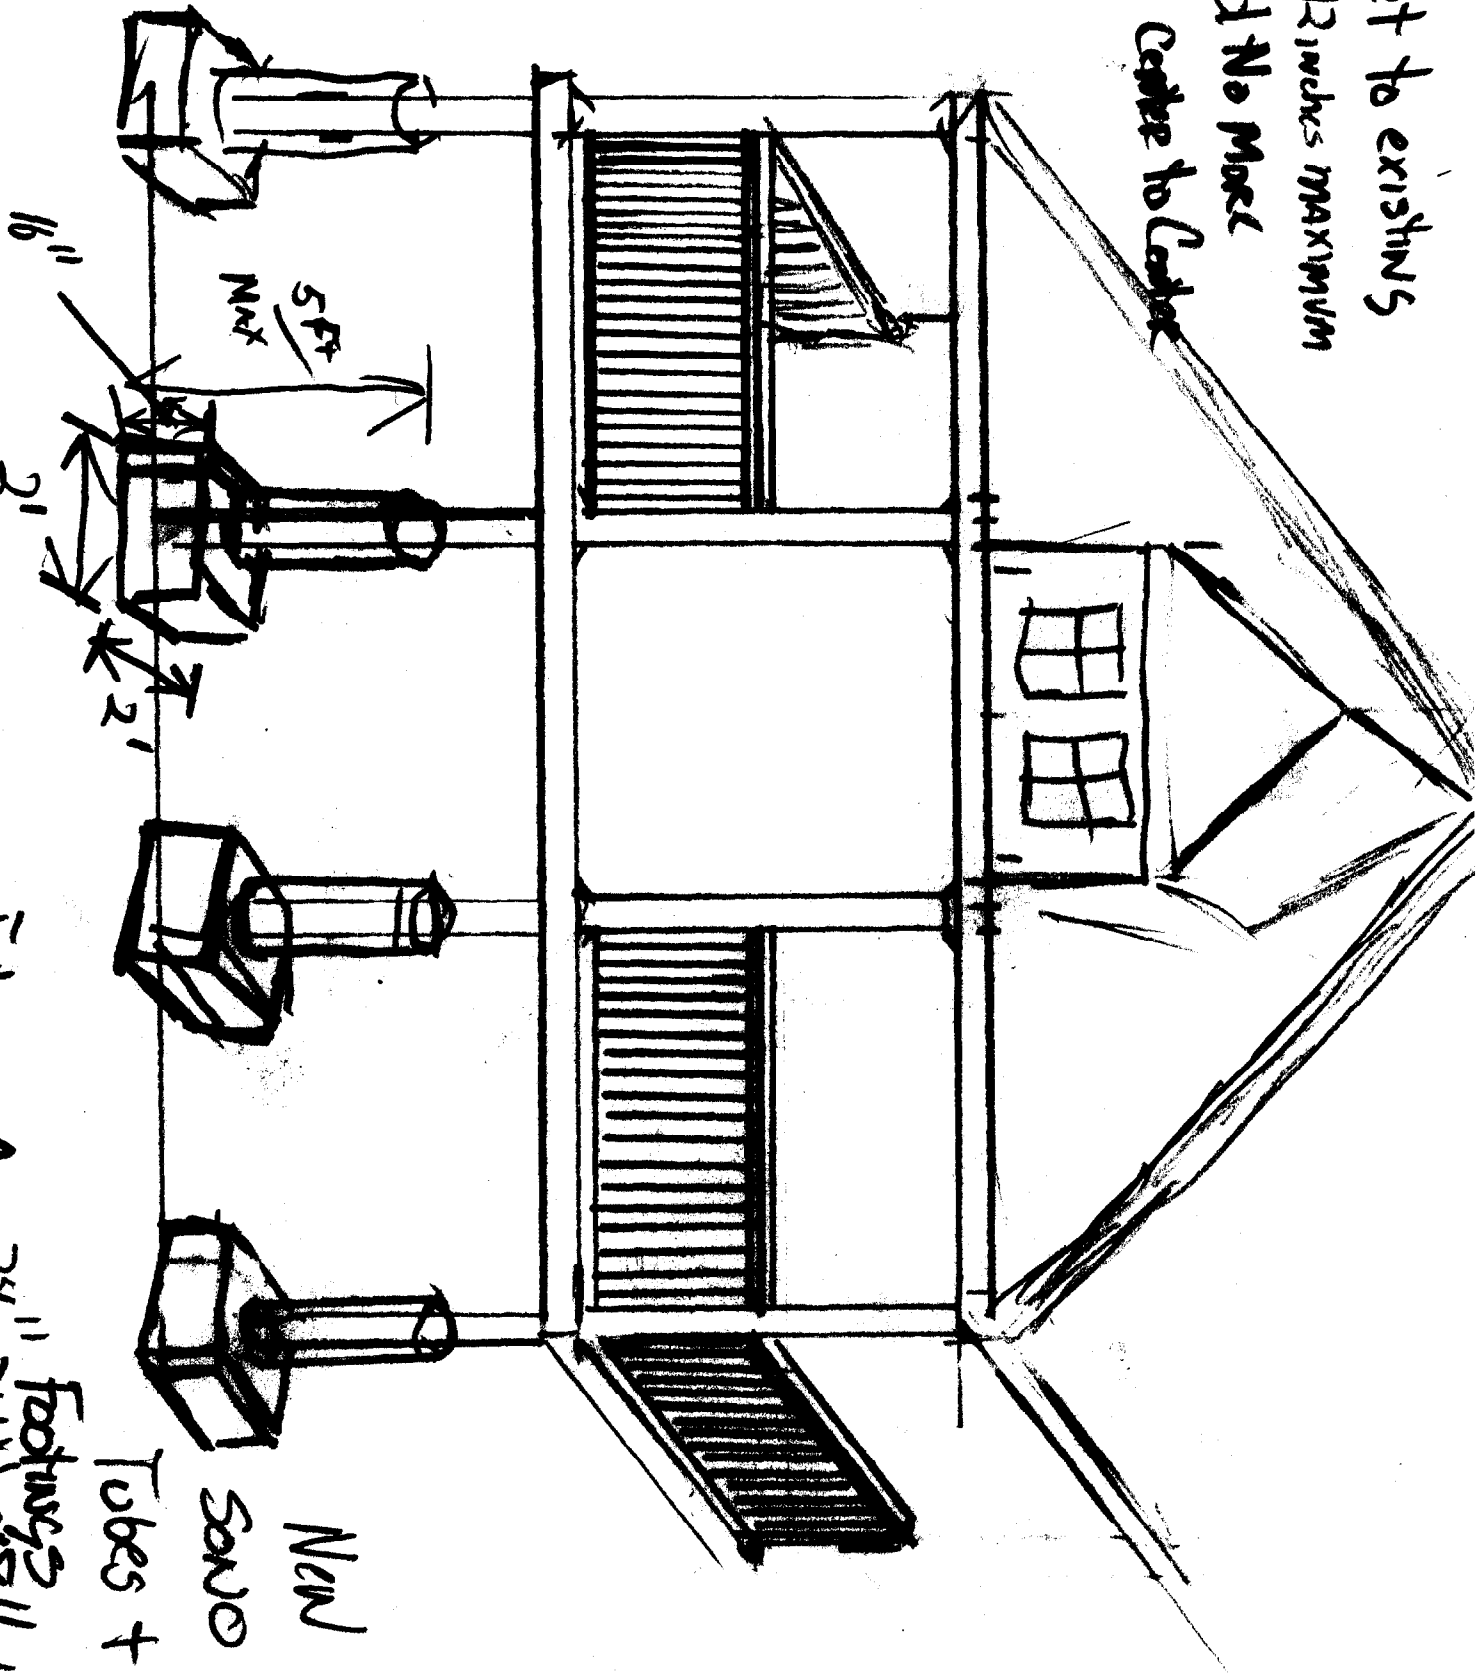 to existing
12 inches MAXIMUM
No More
Center to Center
5ft
Max
16"
2'
2'
New
SONO
Tubes +
Footings
24"